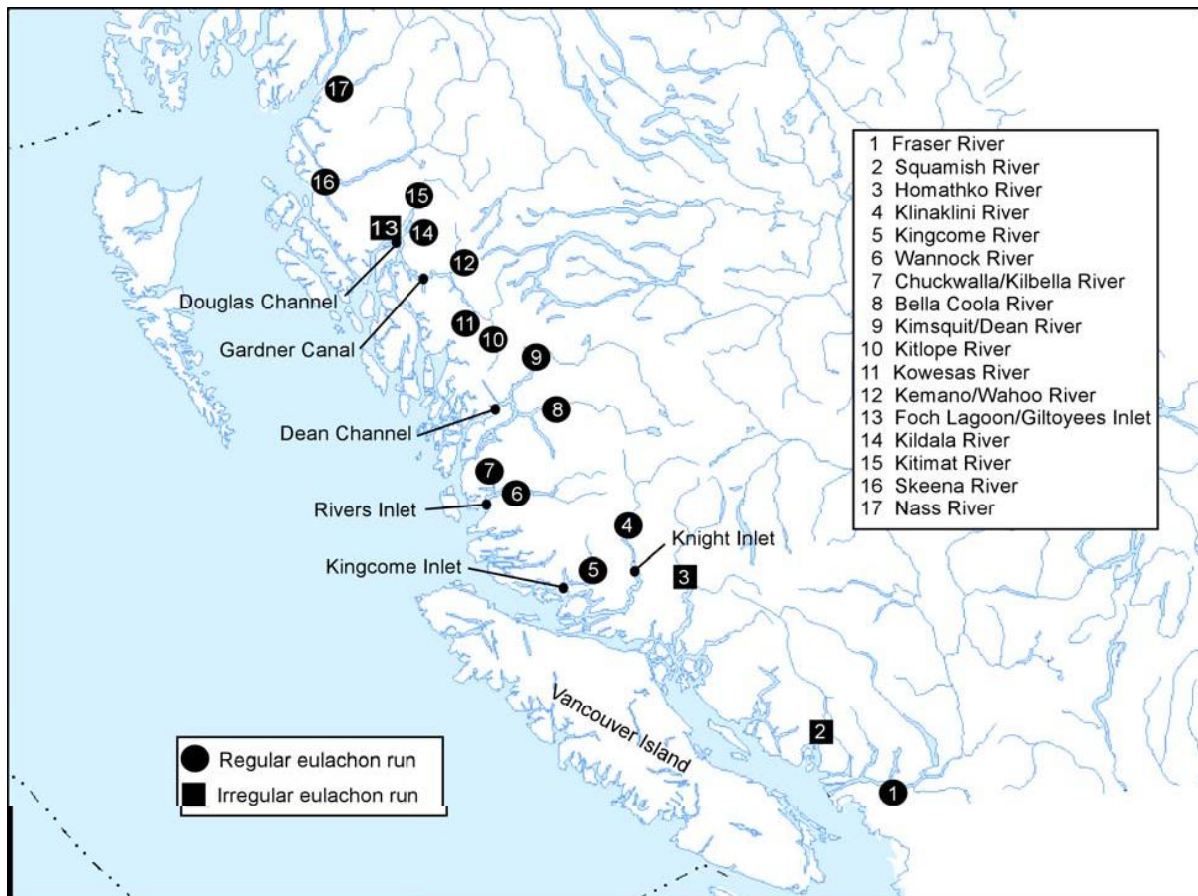 17
16
15
13
14
12
Douglas Channel
Gardner Canal
11
10
9
8
Dean Channel
7
6
Rivers Inlet
4
Knight Inlet
Kingcome Inlet
5
3
Vancouver Island
2
1
1 Fraser River
2 Squamish River
3 Homathko River
4 Klinaklini River
5 Kingcome River
6 Wannock River
7 Chuckwalla/Kilbella River
8 Bella Coola River
9 Kimsquit/Dean River
10 Kitlope River
11 Kowesas River
12 Kemano/Wahoo River
13 Foch Lagoon/Giltoyees Inlet
14 Kildala River
15 Kitimat River
16 Skeena River
17 Nass River
Regular eulachon run
Irregular eulachon run